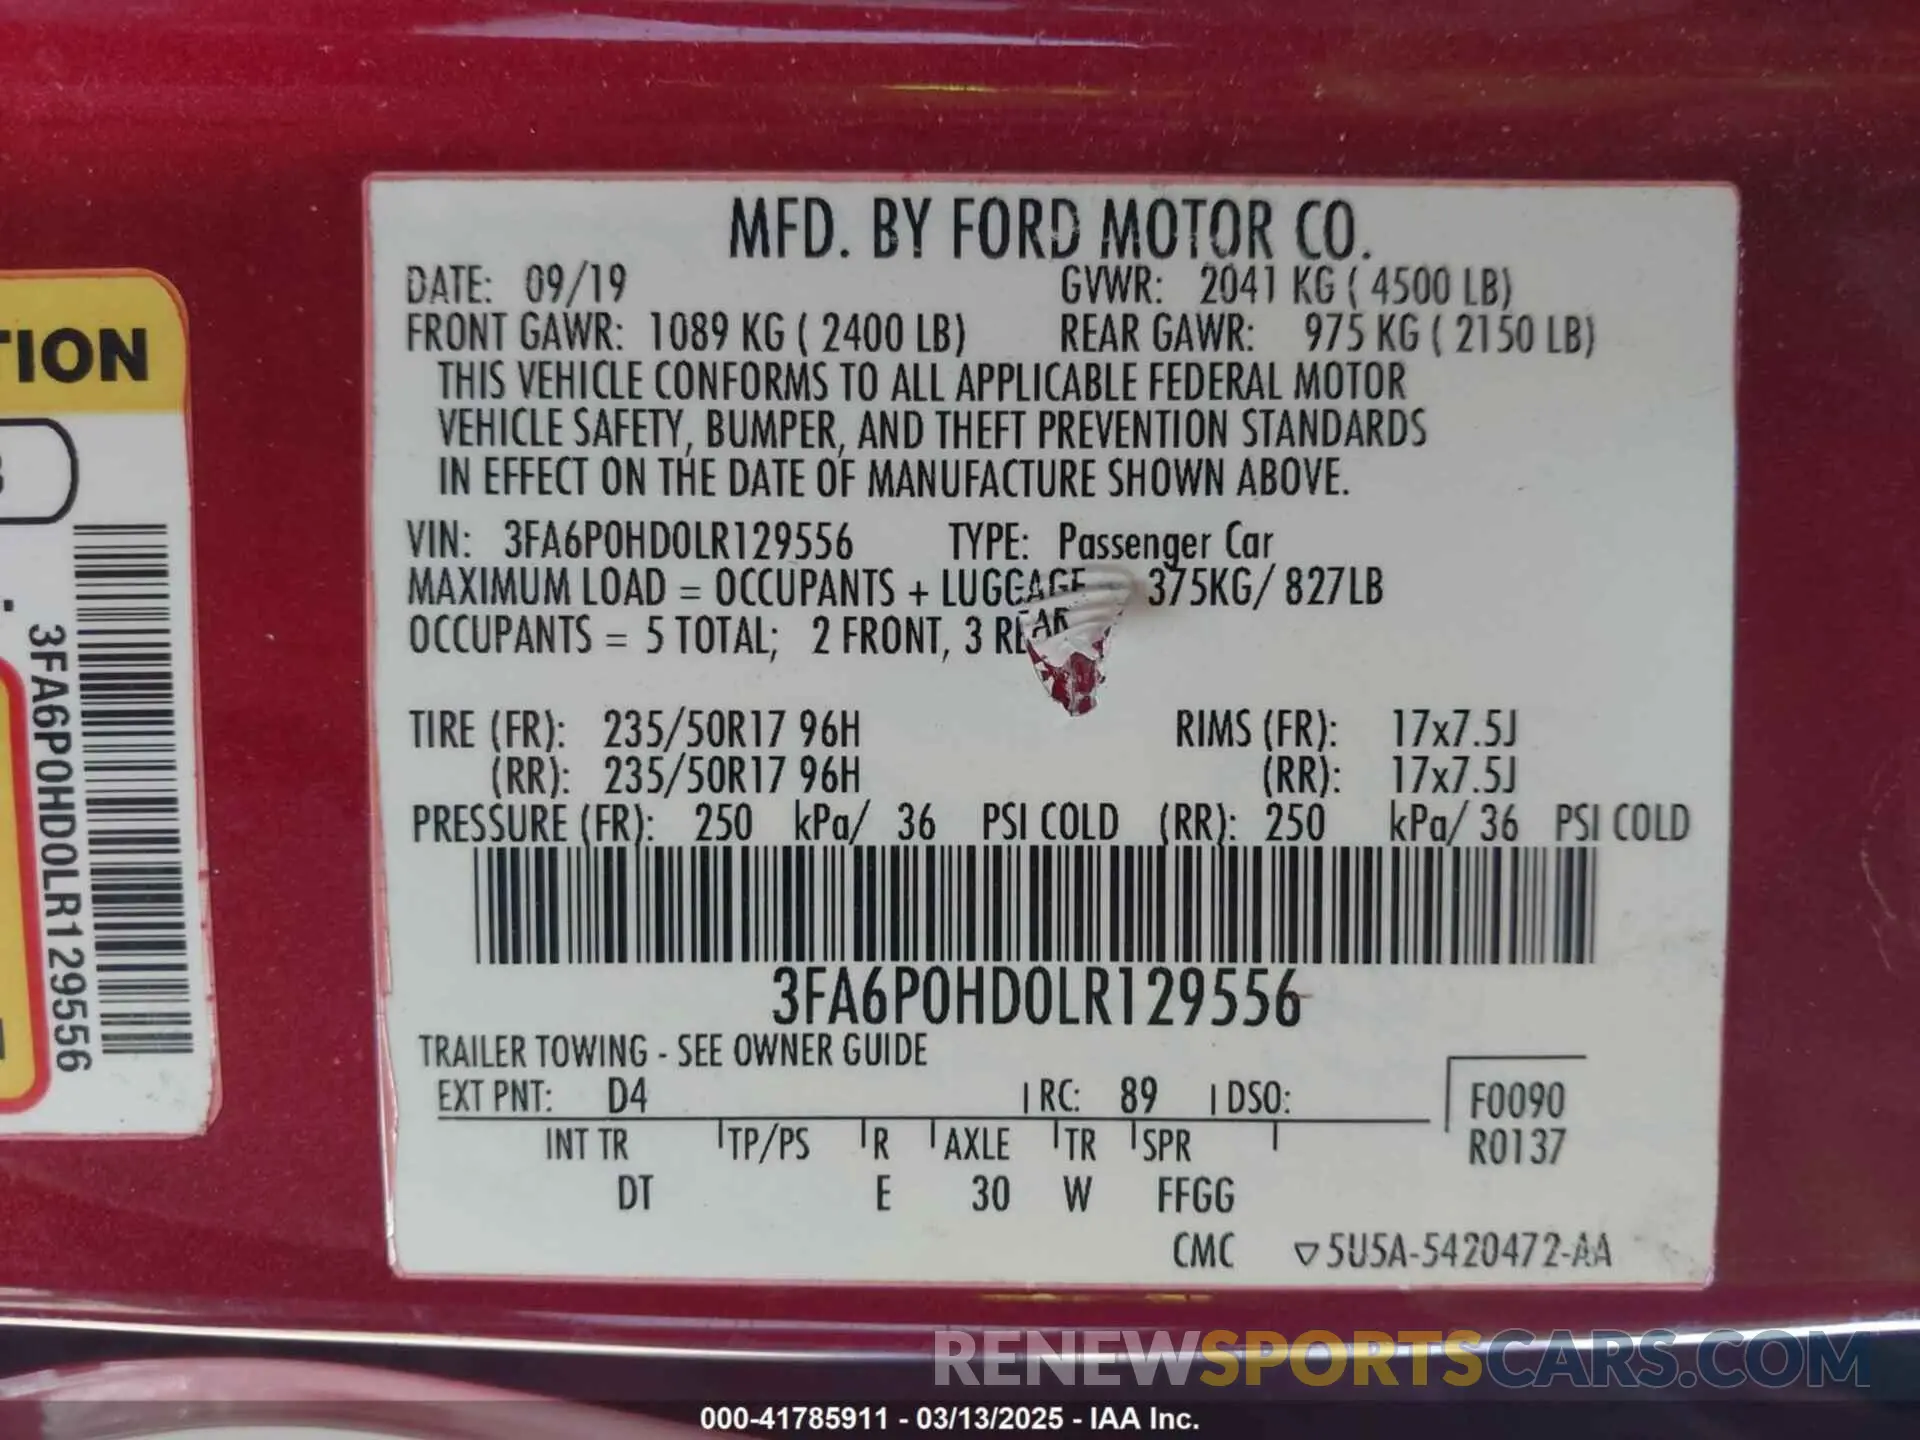 MFD. BY FORD MOTOR CO.
DATE: 09/19 GVWR: 2041 KG ( 4500 LB)
FRONT GAWR: 1089 KG ( 2400 LB) REAR GAWR: 975 KG ( 2150 LB)
THIS VEHICLE CONFORMS TO ALL APPLICABLE FEDERAL MOTOR
VEHICLE SAFETY, BUMPER, AND THEFT PREVENTION STANDARDS
IN EFFECT ON THE DATE OF MANUFACTURE SHOWN ABOVE.
VIN: 3FA6P0HD0LR129556 TYPE: Passenger Car
MAXIMUM LOAD = OCCUPANTS + LUGGAGE 375KG/ 827LB
OCCUPANTS = 5 TOTAL; 2 FRONT, 3 REAR
TIRE (FR): 235/50R17 96H RIMS (FR): 17x7.5J
(RR): 235/50R17 96H (RR): 17x7.5J
PRESSURE (FR): 250 kPa/ 36 PSI COLD (RR): 250 kPa/ 36 PSI COLD
3FA6P0HD0LR129556
TRAILER TOWING - SEE OWNER GUIDE
EXT PNT: D4 RC: 89 DSO: F0090
INT TR TP/PS R AXLE TR SPR R0137
DT E 30 W FFGG
CMC ▽5U5A-5420472-AA
TION
3FA6P0HD0LR129556
RENEWSPORTSCARS.COM
000-41785911 - 03/13/2025 - IAA Inc.